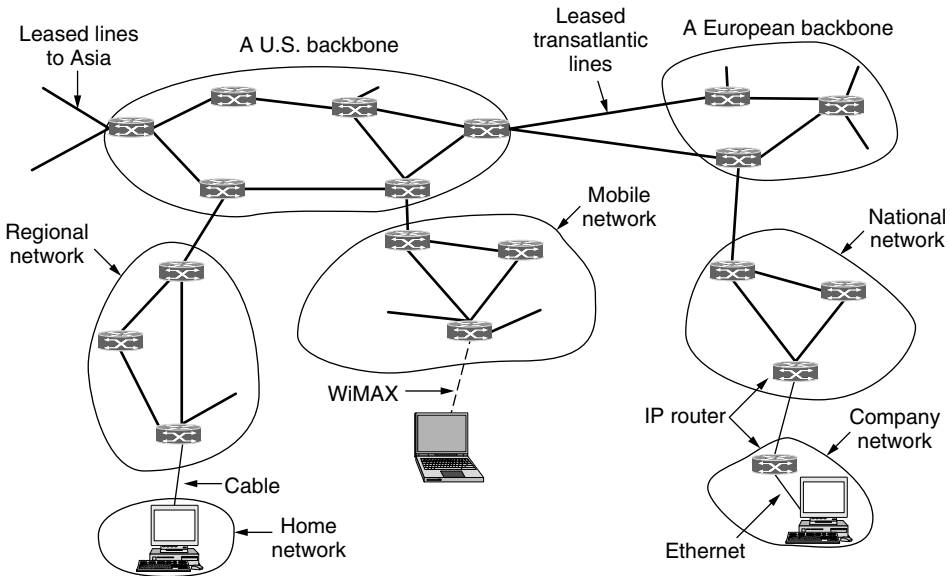 Leased lines
to Asia
A U.S. backbone
Leased
transatlantic
lines
A European backbone
Regional
network
Mobile
network
National
network
WiMAX
IP router
Company
network
Cable
Home
network
Ethernet